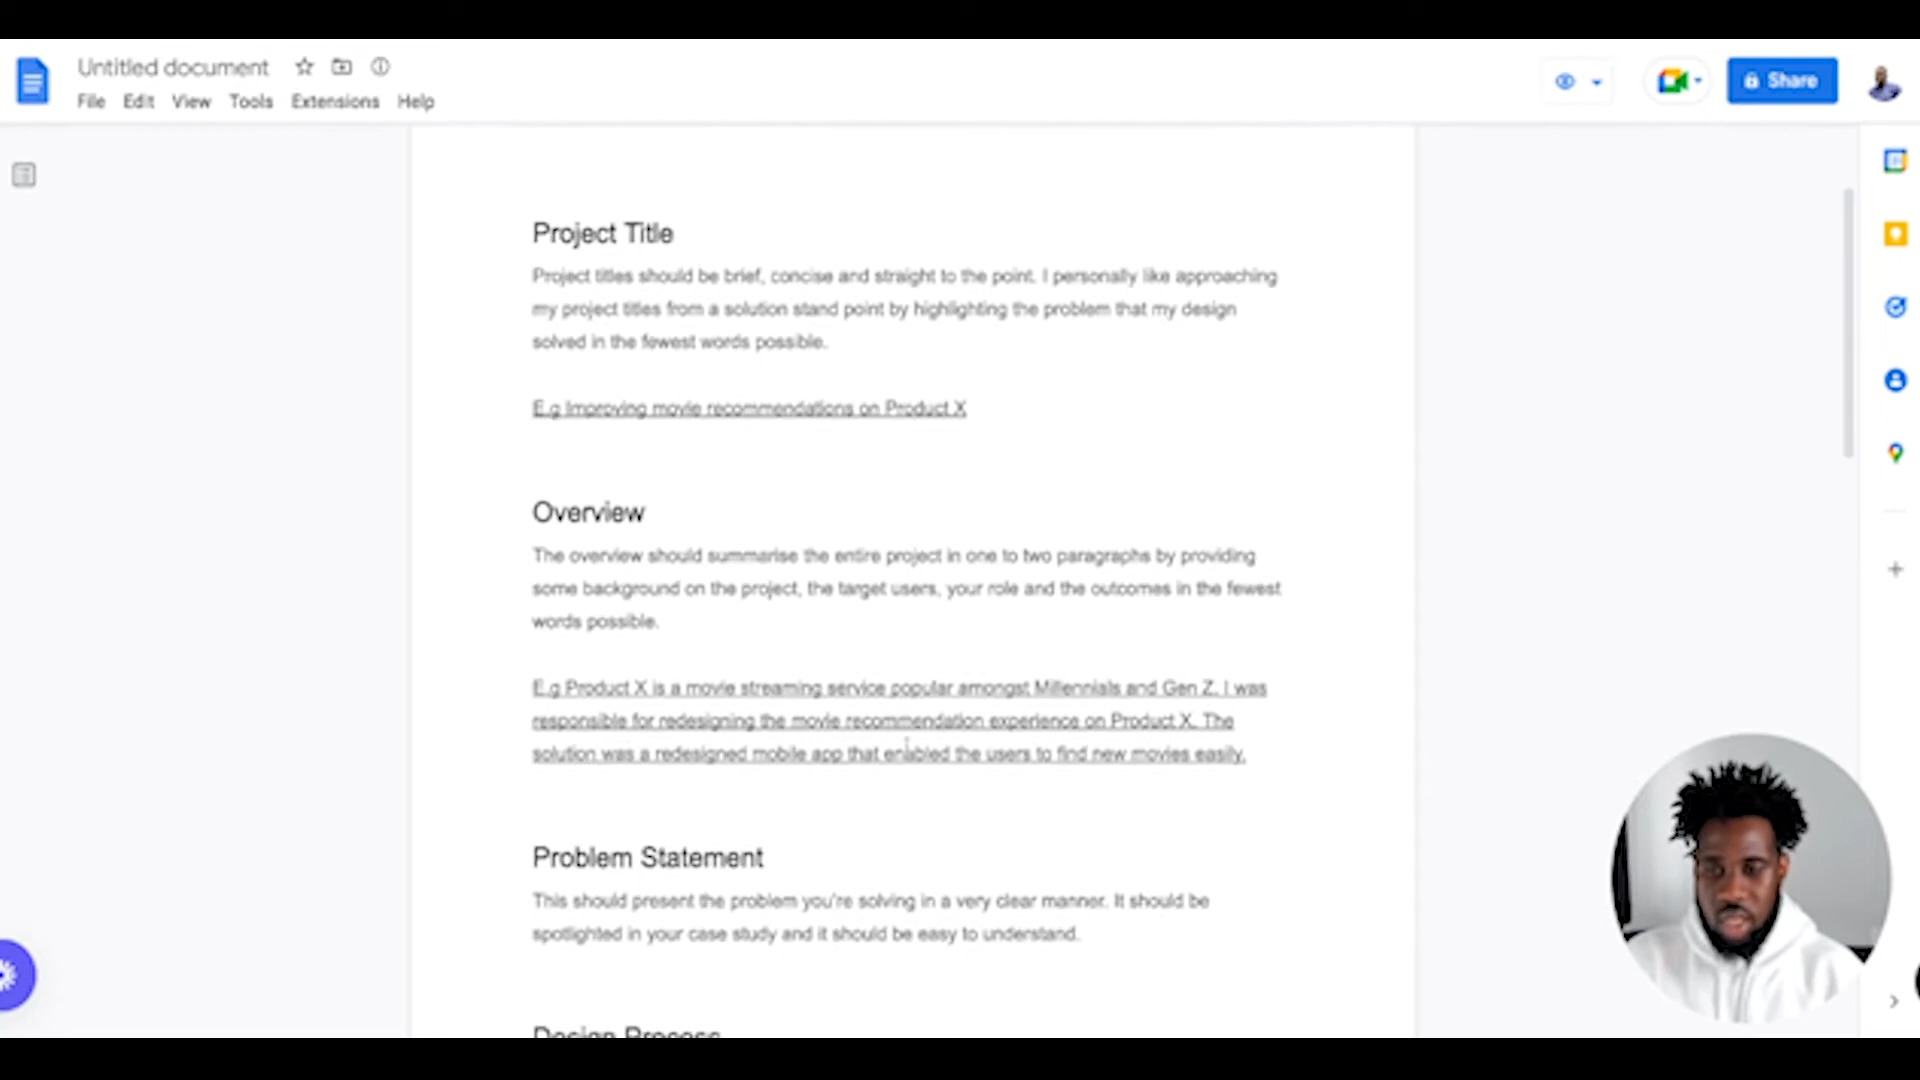 Untitled document
File Edit View Tools Extensions Help
Share
Project Title
Project titles should be brief, concise and straight to the point. I personally like approaching
my project titles from a solution stand point by highlighting the problem that my design
solved in the fewest words possible.
E.g Improving movie recommendations on Product X
Overview
The overview should summarise the entire project in one to two paragraphs by providing
some background on the project, the target users, your role and the outcomes in the fewest
words possible.
E.g Product X is a movie streaming service popular amongst Millennials and Gen Z. I was
responsible for redesigning the movie recommendation experience on Product X. The
solution was a redesigned mobile app that enabled the users to find new movies easily.
Problem Statement
This should present the problem you're solving in a very clear manner. It should be
spotlighted in your case study and it should be easy to understand.
Design Process